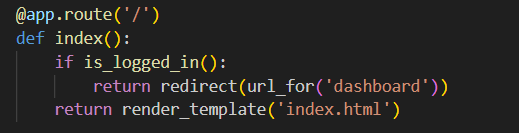 @app.route('/')
def index():
    if is_logged_in():
        return redirect(url_for('dashboard'))
    return render_template('index.html')